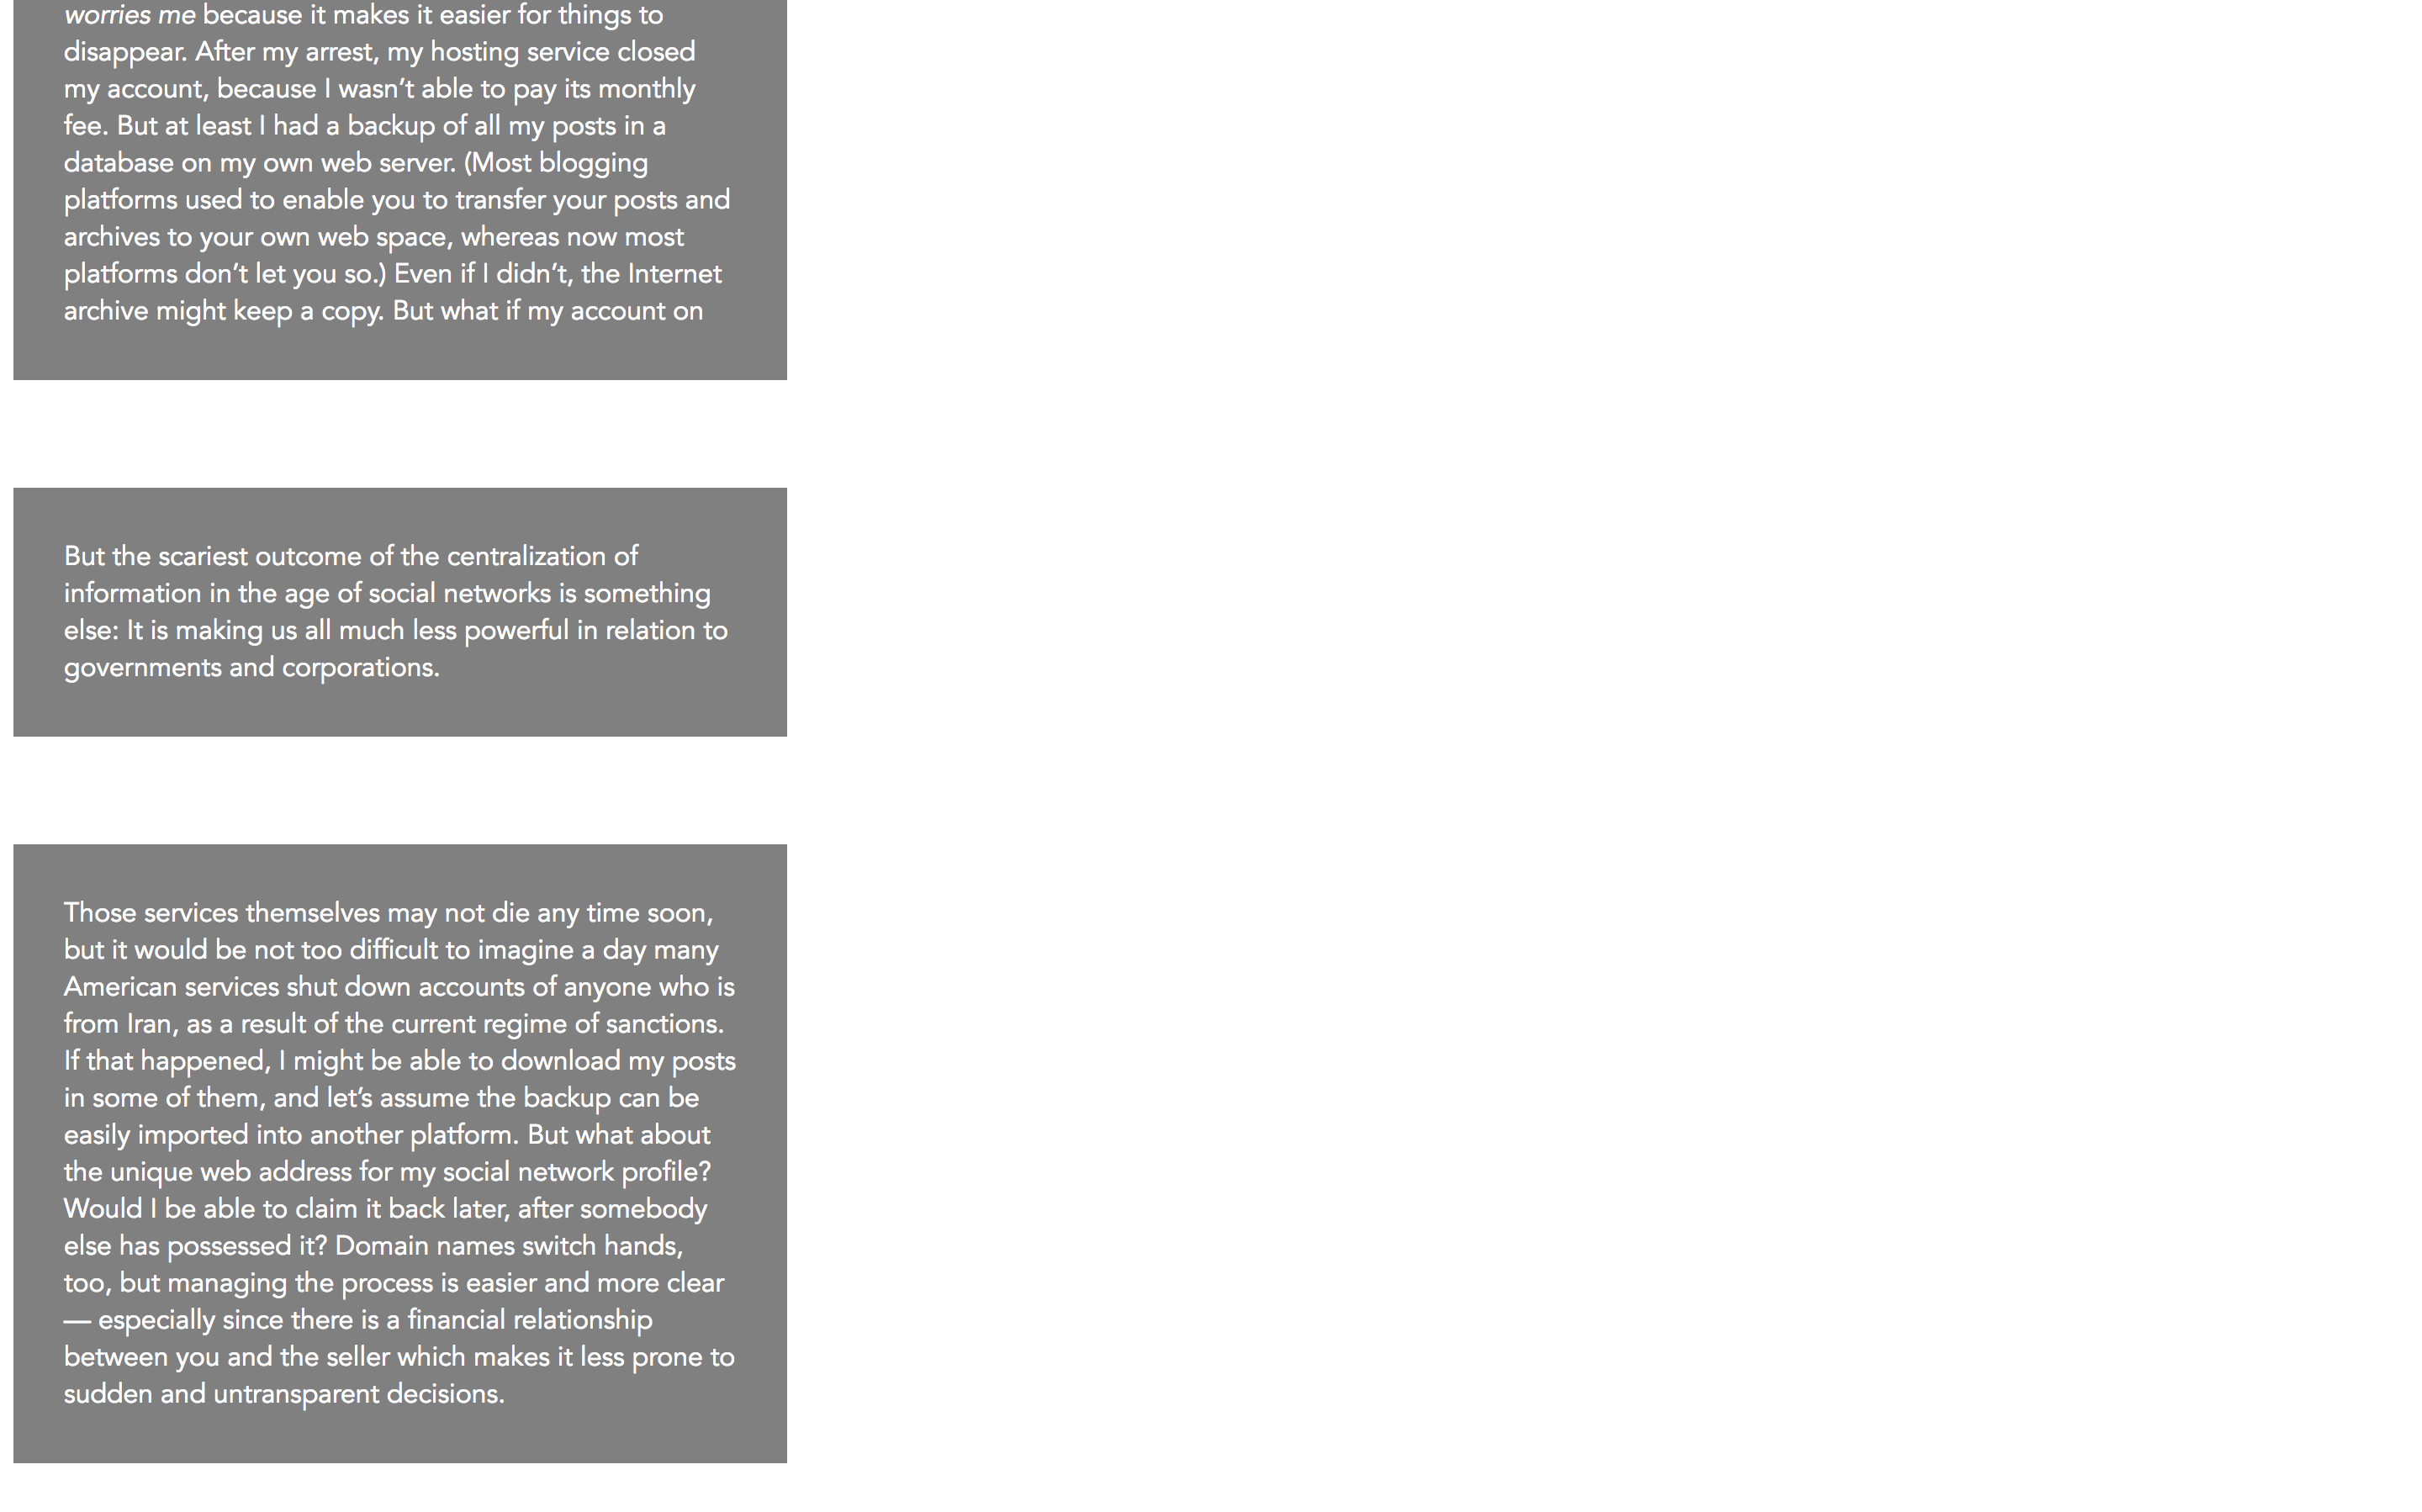 worries me because it makes it easier for things to
disappear. After my arrest, my hosting service closed
my account, because I wasn’t able to pay its monthly
fee. But at least I had a backup of all my posts in a
database on my own web server. (Most blogging
platforms used to enable you to transfer your posts and
archives to your own web space, whereas now most
platforms don’t let you so.) Even if I didn’t, the Internet
archive might keep a copy. But what if my account on
But the scariest outcome of the centralization of
information in the age of social networks is something
else: It is making us all much less powerful in relation to
governments and corporations.
Those services themselves may not die any time soon,
but it would be not too difficult to imagine a day many
American services shut down accounts of anyone who is
from Iran, as a result of the current regime of sanctions.
If that happened, I might be able to download my posts
in some of them, and let’s assume the backup can be
easily imported into another platform. But what about
the unique web address for my social network profile?
Would I be able to claim it back later, after somebody
else has possessed it? Domain names switch hands,
too, but managing the process is easier and more clear
— especially since there is a financial relationship
between you and the seller which makes it less prone to
sudden and untransparent decisions.